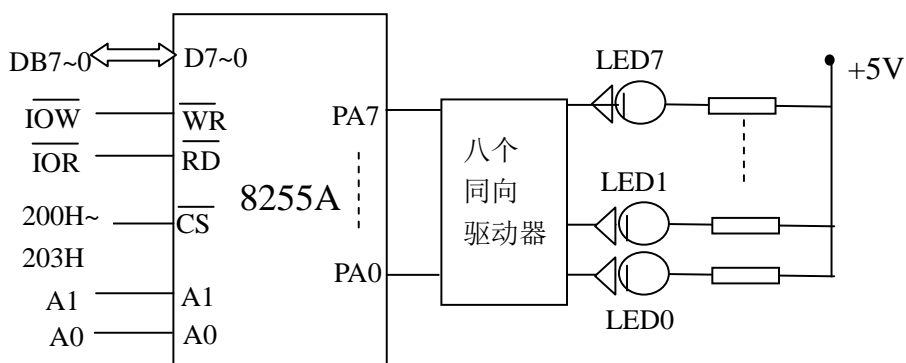 DB7~0
D7~0
LED7
+5V
IOW
WR
PA7
IOR
RD
八个
同向
驱动器
8255A
LED1
200H~
203H
CS
PA0
A1
A1
A0
A0
LED0